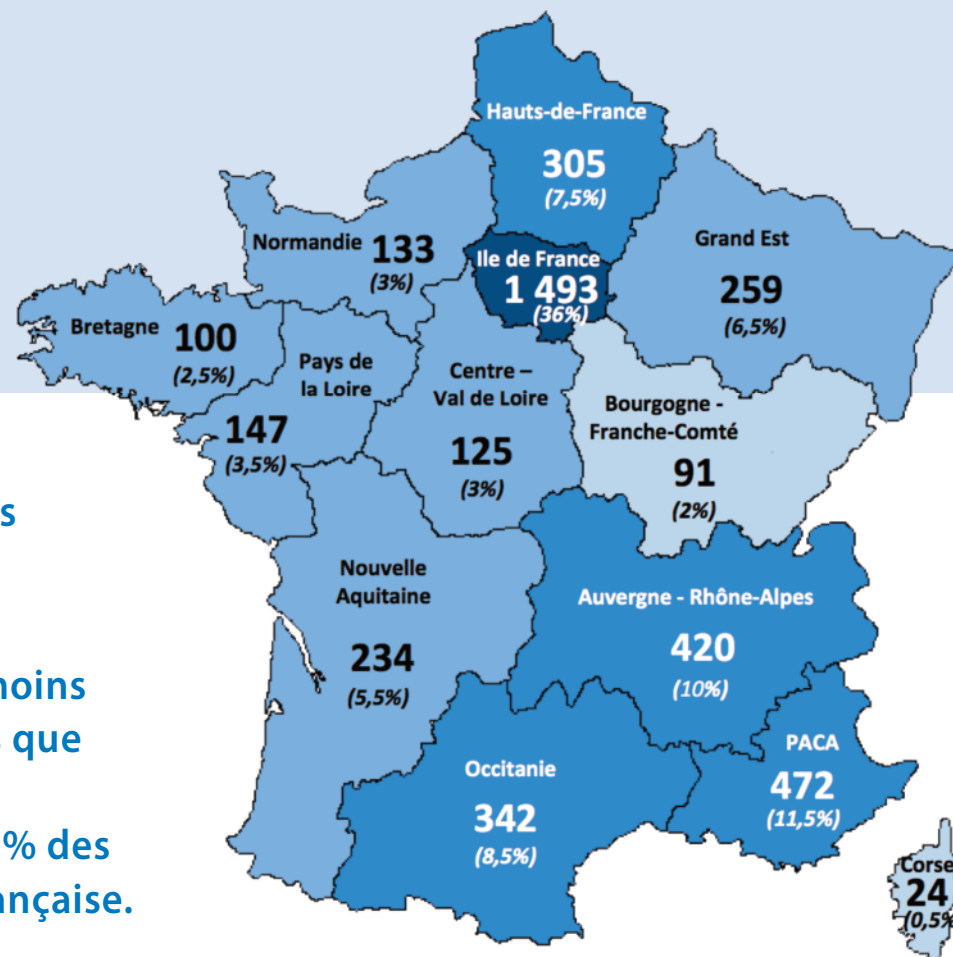 Hauts-de-France
305
(7,5%)
Normandie 133
(3%)
Ile de France
1 493
(36%)
Grand Est
259
(6,5%)
Bretagne 100
(2,5%)
Pays de
la Loire
147
(3,5%)
Centre –
Val de Loire
125
(3%)
Bourgogne -
Franche-Comté
91
(2%)
Nouvelle
Aquitaine
234
(5,5%)
Auvergne - Rhône-Alpes
420
(10%)
Occitanie
342
(8,5%)
PACA
472
(11,5%)
Corse
24
(0,5%
s
que
% des